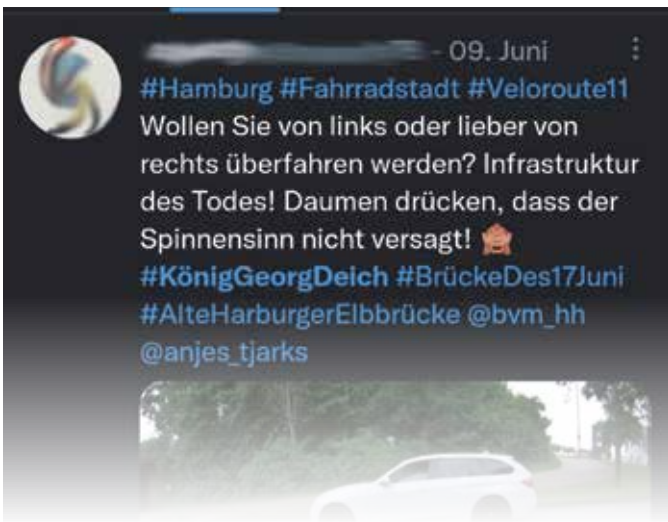 - 09. Juni
#Hamburg #Fahrradstadt #Veloroute11
Wollen Sie von links oder lieber von
rechts überfahren werden? Infrastruktur
des Todes! Daumen drücken, dass der
Spinnensinn nicht versagt! 🙈
#KönigGeorgDeich #BrückeDes17Juni
#AlteHarburgerElbbrücke @bvm_hh
@anjes_tjarks